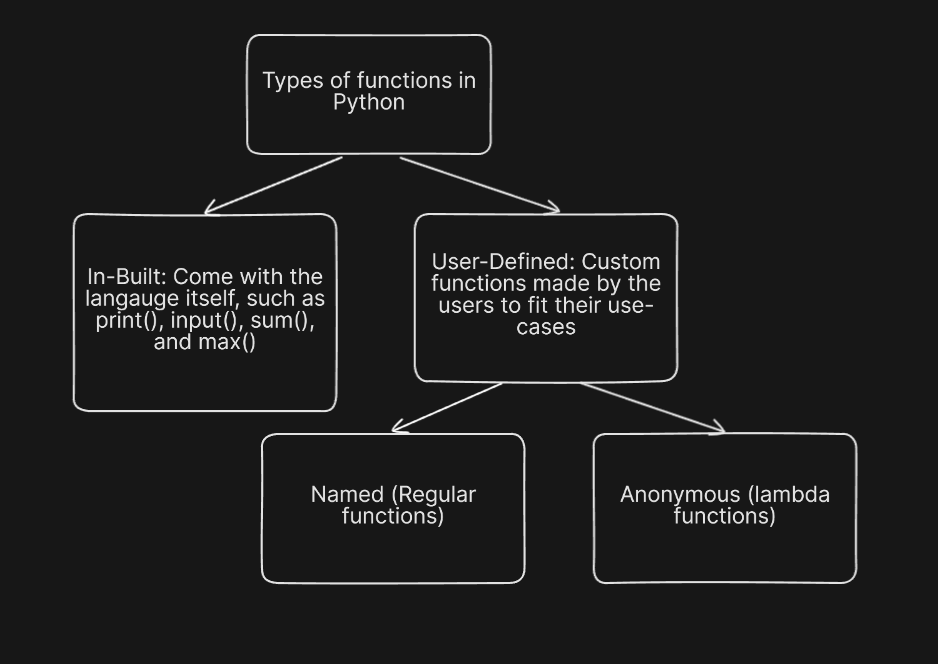 Types of functions in
Python
In-Built: Come with the
langauge itself, such as
print(), input(), sum(),
and max()
User-Defined: Custom
functions made by the
users to fit their use-
cases
Named (Regular
functions)
Anonymous (lambda
functions)